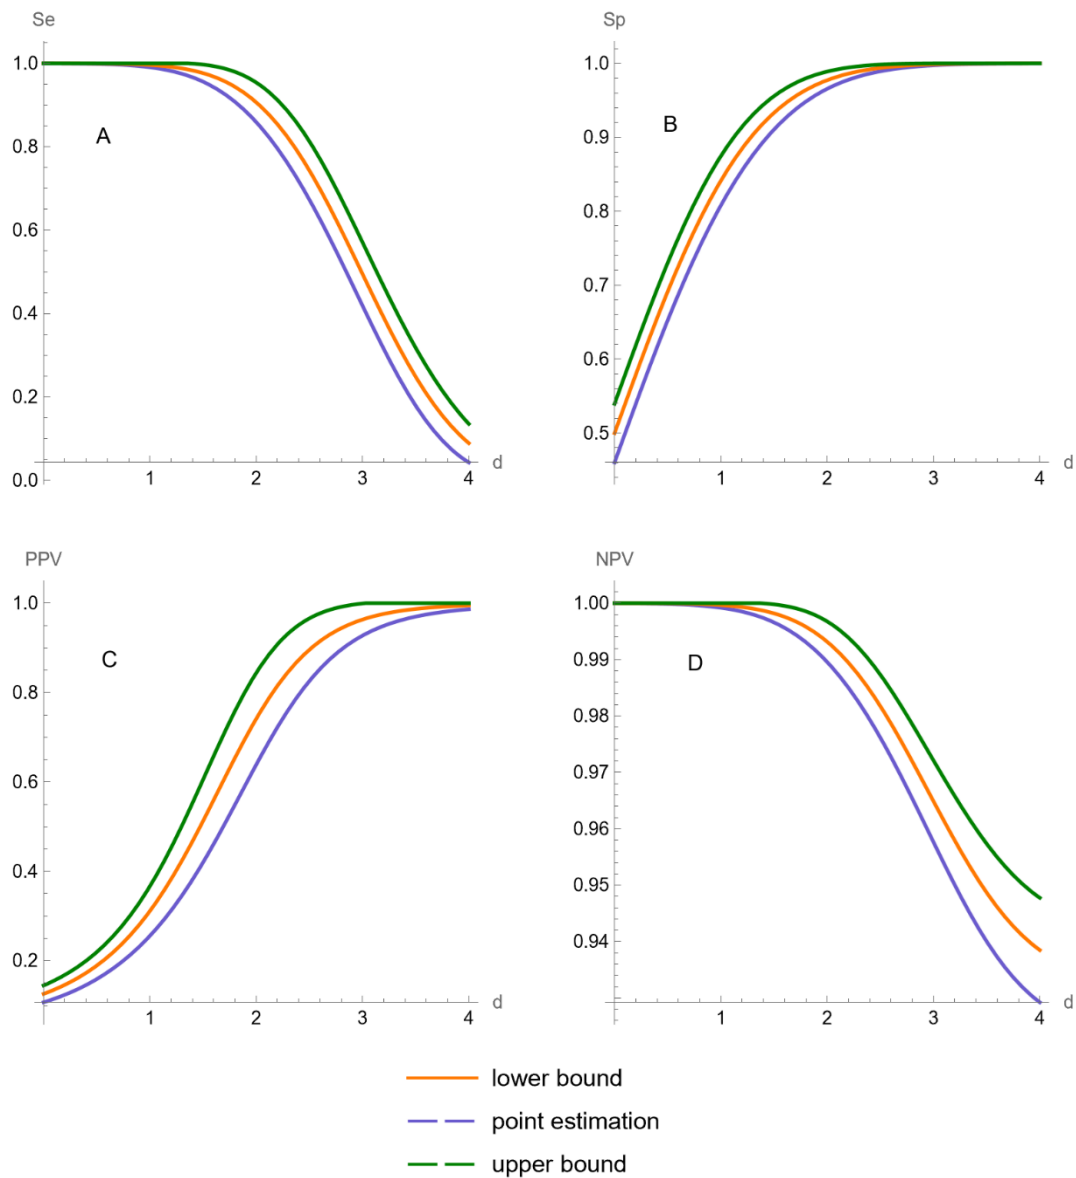 Se
1.0
0.8
0.6
0.4
0.2
0.0
A
1 2 3 4 d
Sp
1.0
0.9
0.8
0.7
0.6
0.5
B
1 2 3 4 d
PPV
1.0
0.8
0.6
0.4
0.2
C
1 2 3 4 d
NPV
1.00
0.99
0.98
0.97
0.96
0.95
0.94
D
1 2 3 4 d
lower bound
point estimation
upper bound